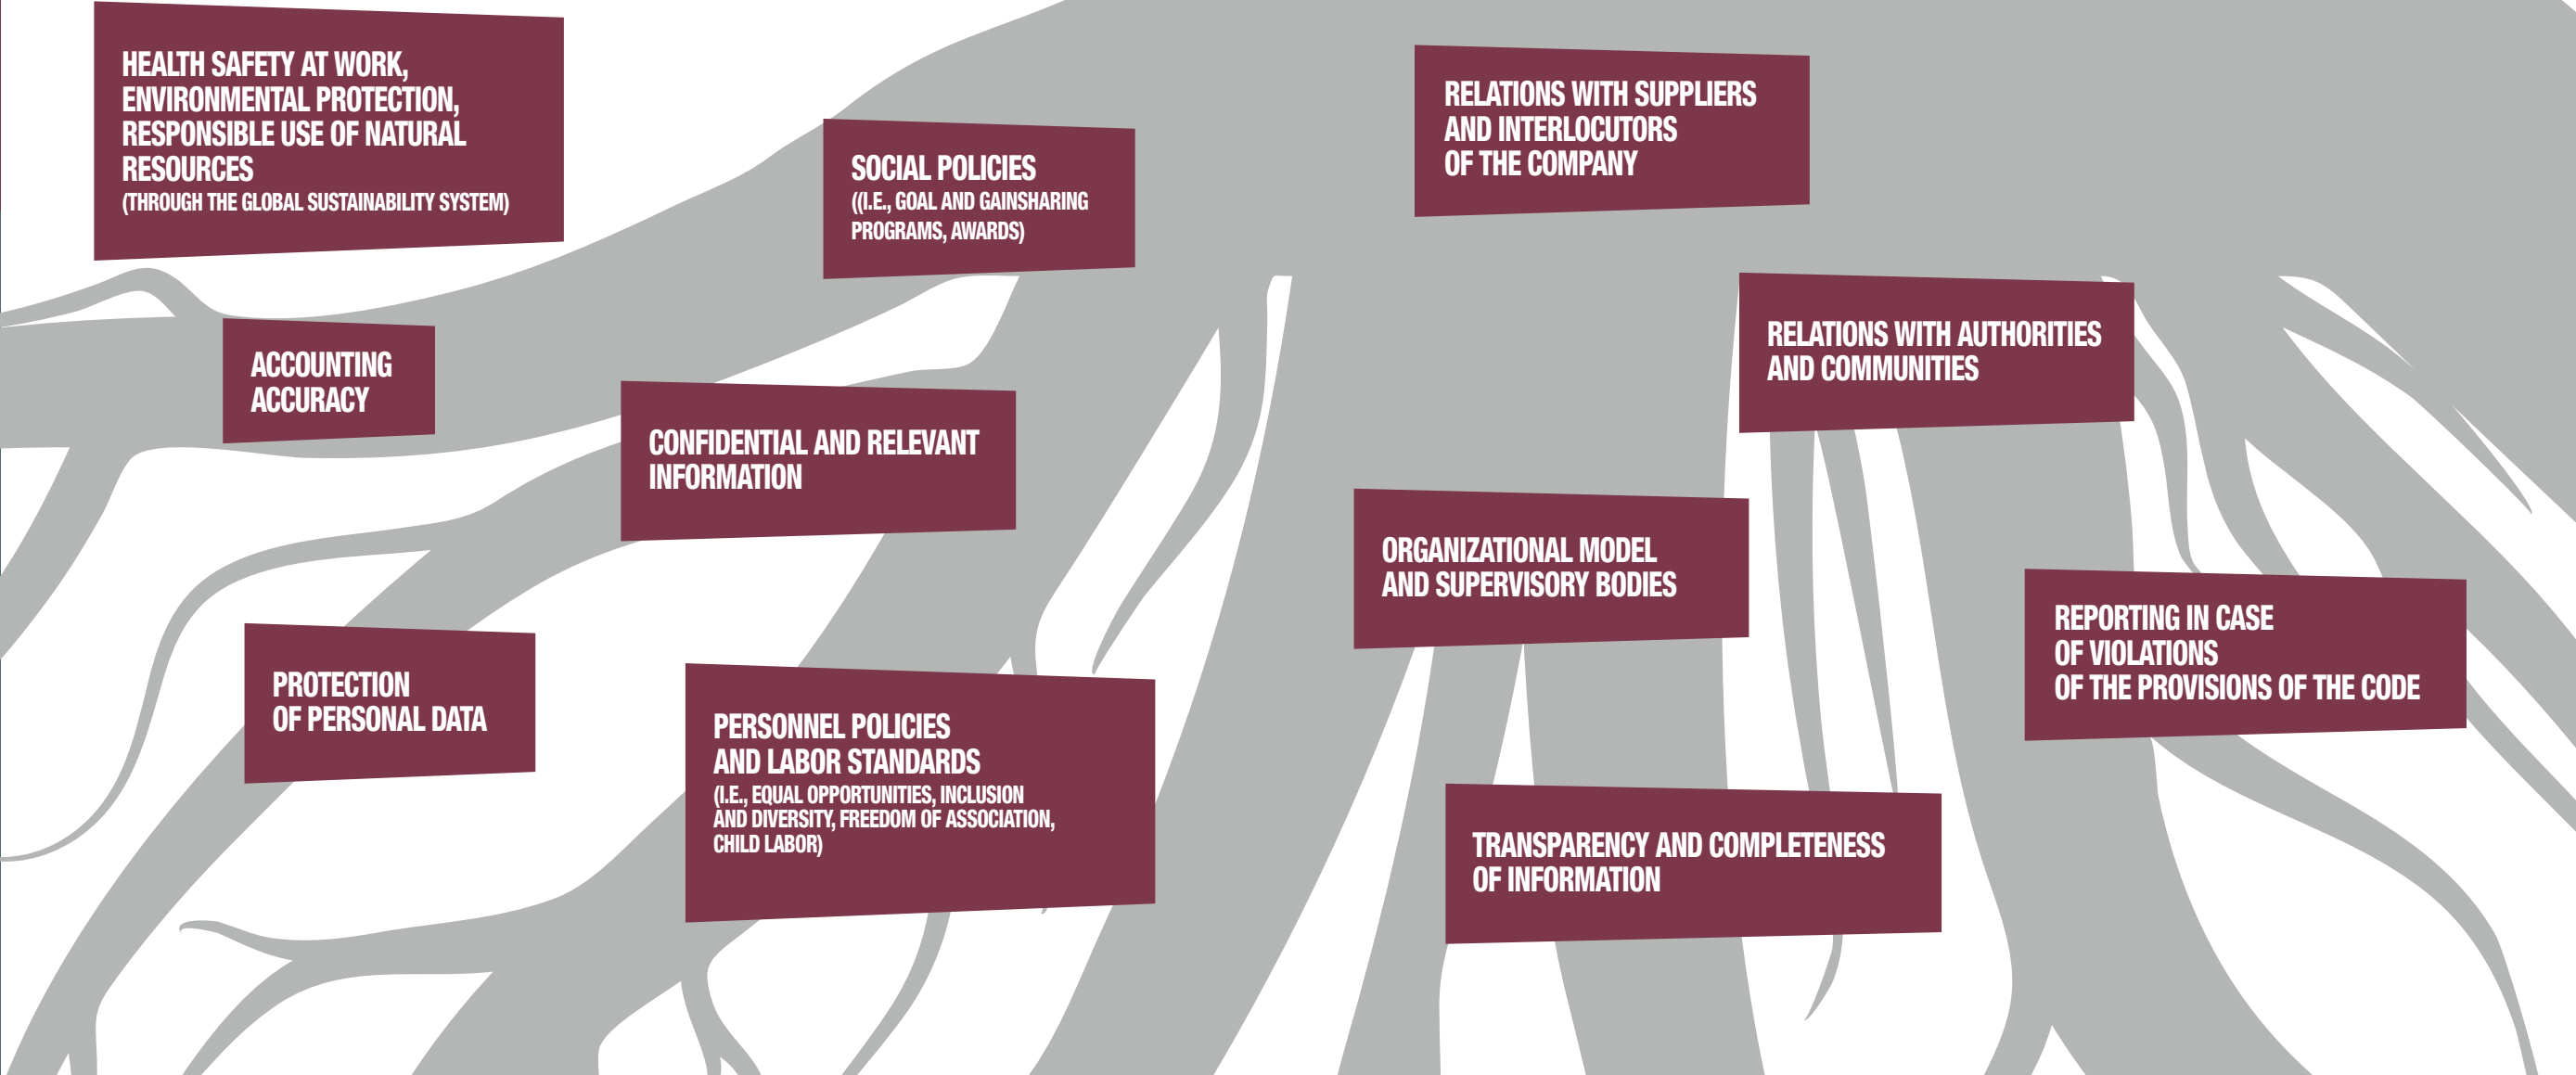 HEALTH SAFETY AT WORK,
ENVIRONMENTAL PROTECTION,
RESPONSIBLE USE OF NATURAL
RESOURCES
(THROUGH THE GLOBAL SUSTAINABILITY SYSTEM)
SOCIAL POLICIES
((I.E., GOAL AND GAINSHARING
PROGRAMS, AWARDS)
RELATIONS WITH SUPPLIERS
AND INTERLOCUTORS
OF THE COMPANY
ACCOUNTING
ACCURACY
CONFIDENTIAL AND RELEVANT
INFORMATION
RELATIONS WITH AUTHORITIES
AND COMMUNITIES
ORGANIZATIONAL MODEL
AND SUPERVISORY BODIES
REPORTING IN CASE
OF VIOLATIONS
OF THE PROVISIONS OF THE CODE
PROTECTION
OF PERSONAL DATA
PERSONNEL POLICIES
AND LABOR STANDARDS
(I.E., EQUAL OPPORTUNITIES, INCLUSION
AND DIVERSITY, FREEDOM OF ASSOCIATION,
CHILD LABOR)
TRANSPARENCY AND COMPLETENESS
OF INFORMATION